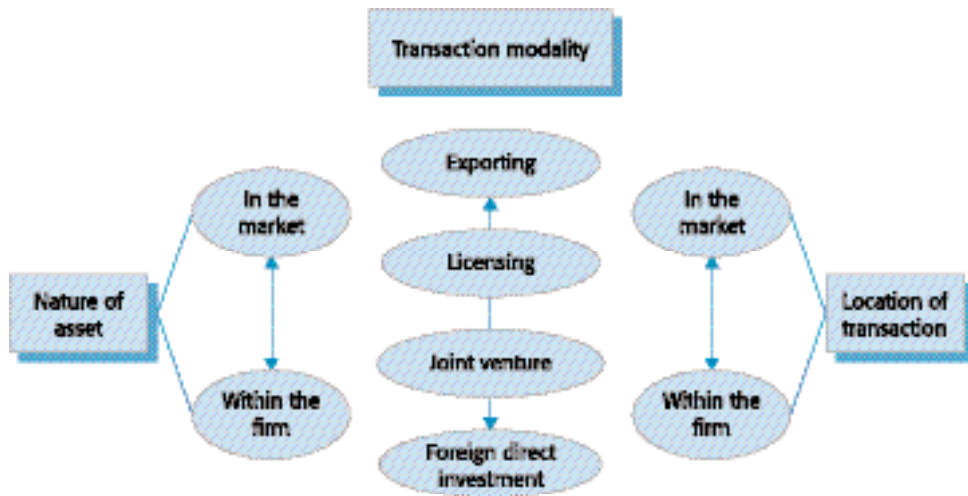 Transaction modality
Exporting
In the
market
In the
market
Licensing
Nature of
asset
Location of
transaction
Joint venture
Within the
firm
Within the
firm
Foreign direct
investment